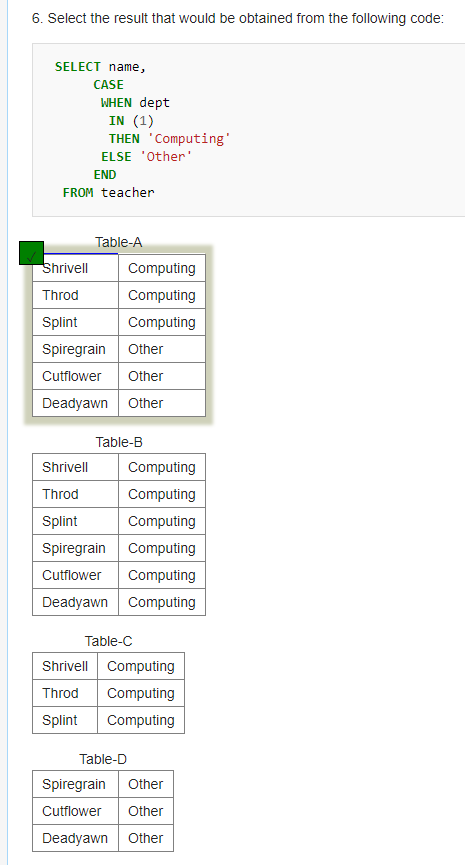 6. Select the result that would be obtained from the following code:
SELECT name,
CASE
WHEN dept
IN (1)
THEN 'Computing'
ELSE 'Other'
END
FROM teacher
Table-A
Shrivell Computing
Throd Computing
Splint Computing
Spiregrain Other
Cutflower Other
Deadyawn Other
Table-B
Shrivell Computing
Throd Computing
Splint Computing
Spiregrain Computing
Cutflower Computing
Deadyawn Computing
Table-C
Shrivell Computing
Throd Computing
Splint Computing
Table-D
Spiregrain Other
Cutflower Other
Deadyawn Other